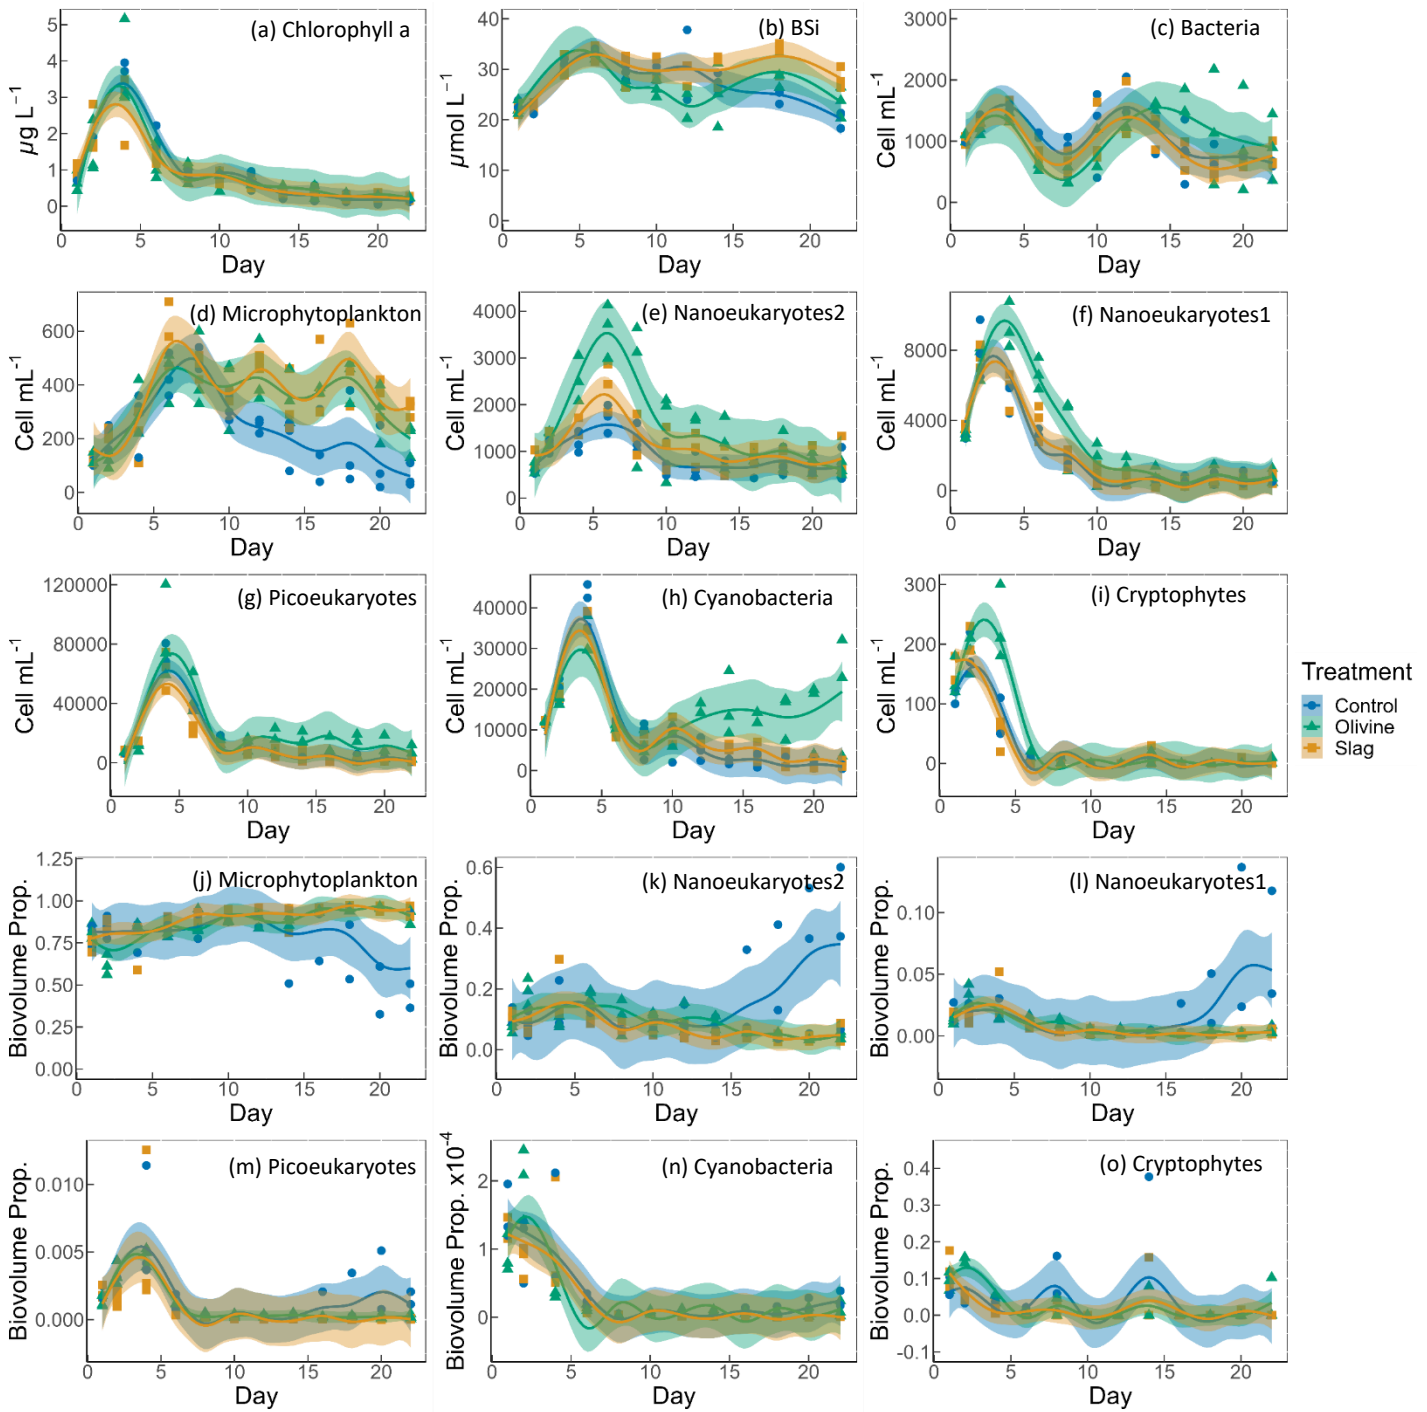 (a) Chlorophyll a
µg L⁻¹
5
4
3
2
1
0
0 5 10 15 20
Day
(b) BSi
µmol L⁻¹
40
30
20
10
0
0 5 10 15 20
Day
(c) Bacteria
Cell mL⁻¹
3000
2000
1000
0
0 5 10 15 20
Day
(d) Microphytoplankton
Cell mL⁻¹
600
400
200
0
0 5 10 15 20
Day
(e) Nanoeukaryotes2
Cell mL⁻¹
4000
3000
2000
1000
0
0 5 10 15 20
Day
(f) Nanoeukaryotes1
Cell mL⁻¹
8000
4000
0
0 5 10 15 20
Day
(g) Picoeukaryotes
Cell mL⁻¹
120000
80000
40000
0
0 5 10 15 20
Day
(h) Cyanobacteria
Cell mL⁻¹
40000
30000
20000
10000
0
0 5 10 15 20
Day
(i) Cryptophytes
Cell mL⁻¹
300
200
100
0
0 5 10 15 20
Day
Treatment
Control
Olivine
Slag
(j) Microphytoplankton
Biovolume Prop.
1.25
1.00
0.75
0.50
0.25
0.00
0 5 10 15 20
Day
(k) Nanoeukaryotes2
Biovolume Prop.
0.6
0.4
0.2
0.0
0 5 10 15 20
Day
(l) Nanoeukaryotes1
Biovolume Prop.
0.10
0.05
0.00
0 5 10 15 20
Day
(m) Picoeukaryotes
Biovolume Prop.
0.010
0.005
0.000
0 5 10 15 20
Day
(n) Cyanobacteria
Biovolume Prop. x10⁻⁴
2
1
0
0 5 10 15 20
Day
(o) Cryptophytes
Biovolume Prop.
0.4
0.3
0.2
0.1
0.0
-0.1
0 5 10 15 20
Day